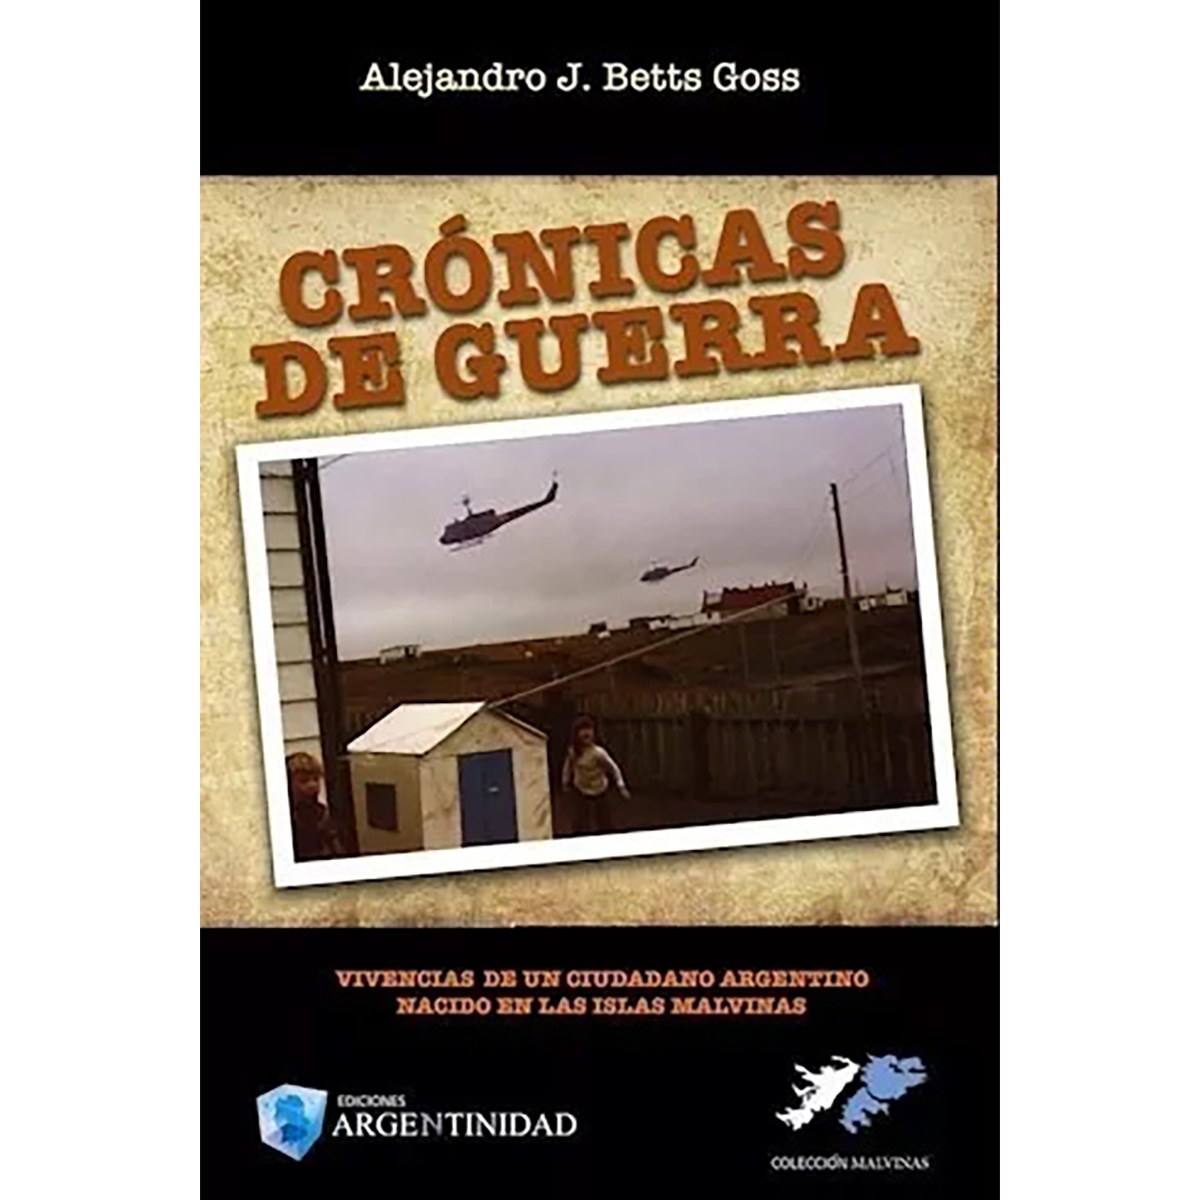 Alejandro J. Betts Goss
CRÓNICAS
DE GUERRA
VIVENCIAS DE UN CIUDADANO ARGENTINO
NACIDO EN LAS ISLAS MALVINAS
EDICIONES
ARGENTINIDAD
COLECCIÓN MALVINAS